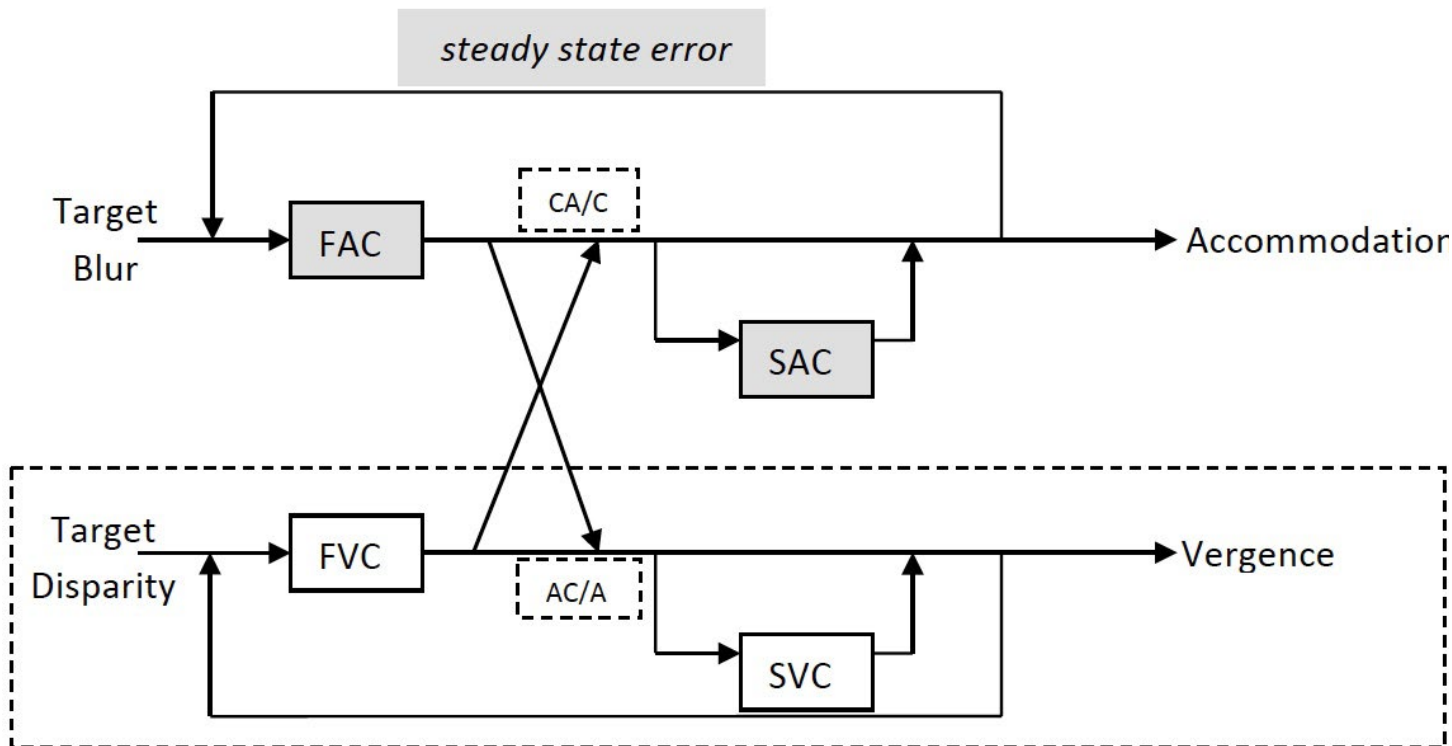 steady state error
CA/C
Target
Blur
FAC
Accommodation
SAC
Target
Disparity
FVC
AC/A
Vergence
SVC